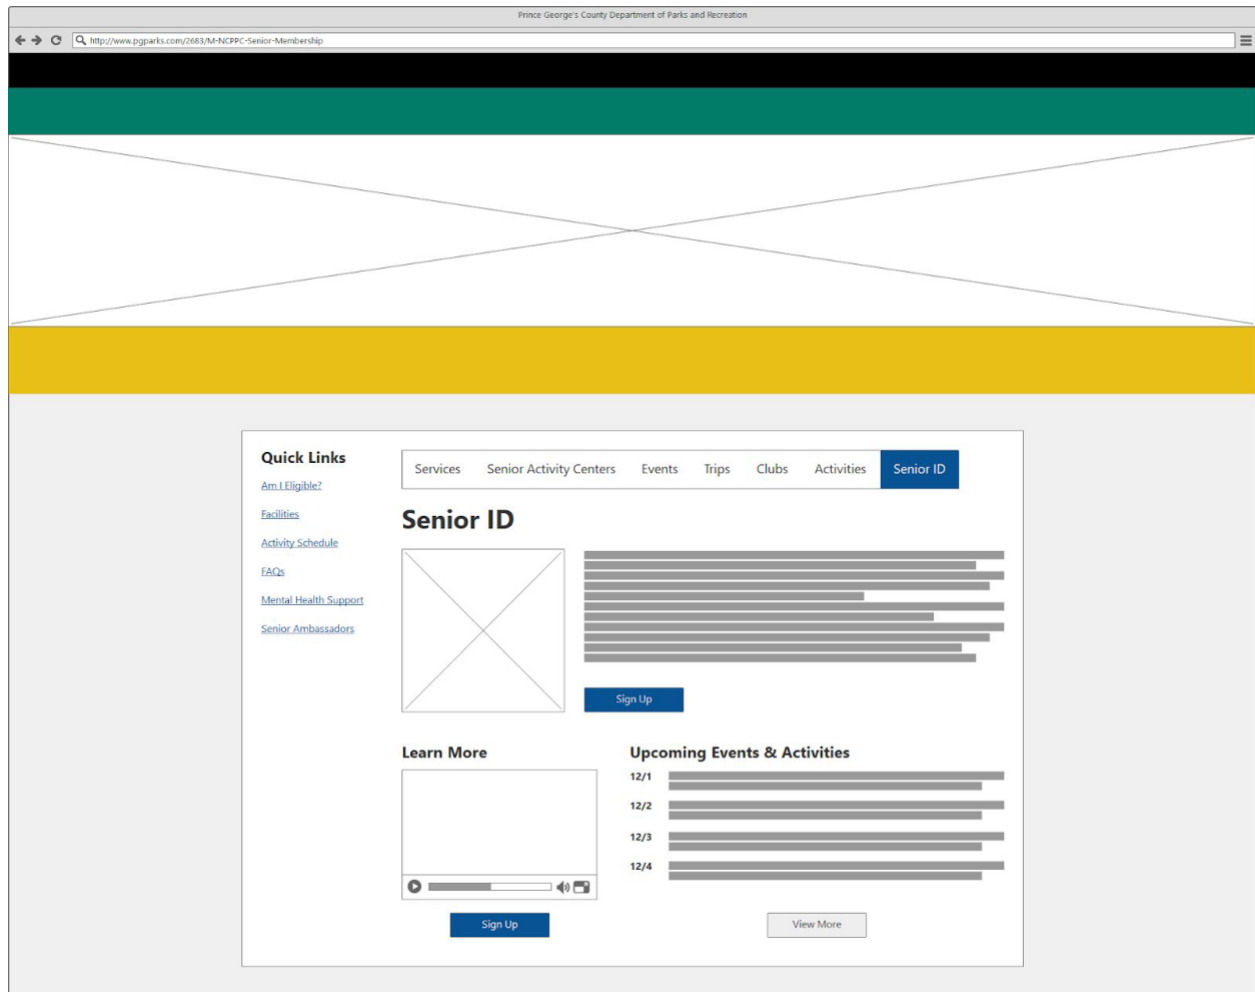 Prince George's County Department of Parks and Recreation
http://www.pgparks.com/2683/M-NCPPC-Senior-Membership
Quick Links
Am I Eligible?
Facilities
Activity Schedule
FAQs
Mental Health Support
Senior Ambassadors
Services Senior Activity Centers Events Trips Clubs Activities Senior ID
Senior ID
Sign Up
Learn More
Sign Up
Upcoming Events & Activities
12/1
12/2
12/3
12/4
View More